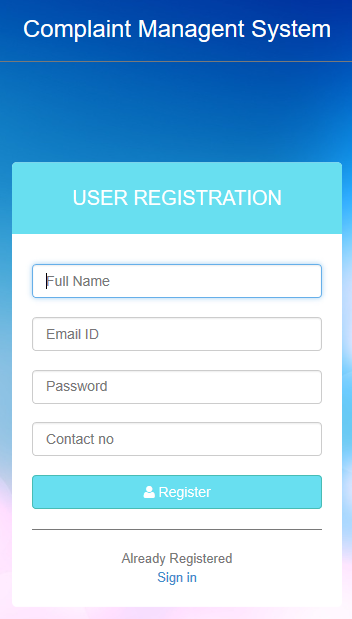 Complaint Managent System
USER REGISTRATION
Full Name
Email ID
Password
Contact no
Register
Already Registered
Sign in